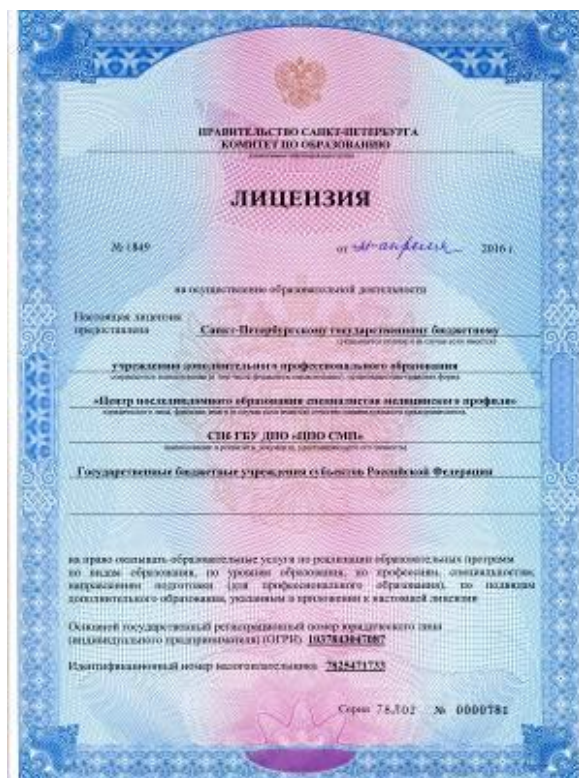 ПРАВИТЕЛЬСТВО САНКТ-ПЕТЕРБУРГА
КОМИТЕТ ПО ОБРАЗОВАНИЮ
ЛИЦЕНЗИЯ
№ 1849 от апреля 2016 г.
на осуществление образовательной деятельности
Настоящая лицензия
предоставлена Санкт-Петербургскому государственному бюджетному
учреждению дополнительного профессионального образования
«Центр последипломного образования специалистов медицинского профиля»
СПб ГБУ ДПО «ЦПО СМП»
Государственные бюджетные учреждения субъектов Российской Федерации
на право оказывать образовательные услуги по реализации образовательных программ
по видам образования, по уровням образования, по профессиям, специальностям,
направлениям подготовки (для профессионального образования), по подвидам
дополнительного образования, указанным в приложении к настоящей лицензии
Основной государственный регистрационный номер юридического лица
(индивидуального предпринимателя) (ОГРН) 1037843047087
Идентификационный номер налогоплательщика 7825471733
Серия 78Л02 № 0000781